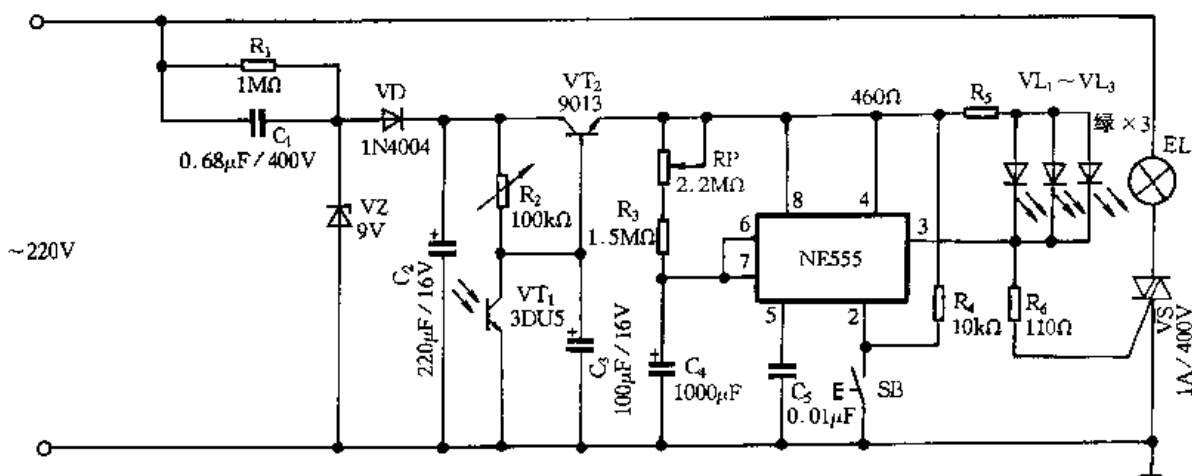 R₁
1MΩ
C₁
0.68μF/400V
VD
1N4004
VT₂
9013
460Ω
R₅
VL₁～VL₃
绿×3
EL
RP
2.2MΩ
R₂
100kΩ
R₃
1.5MΩ
VZ
9V
～220V
+
C₂
220μF/16V
VT₁
3DU5
C₃
100μF/16V
+
+
C₄
1000μF
8
4
6
7
3
NE555
5
2
C₅
0.01μF
E
SB
R₄
10kΩ
R₆
110Ω
VS
1A/400V